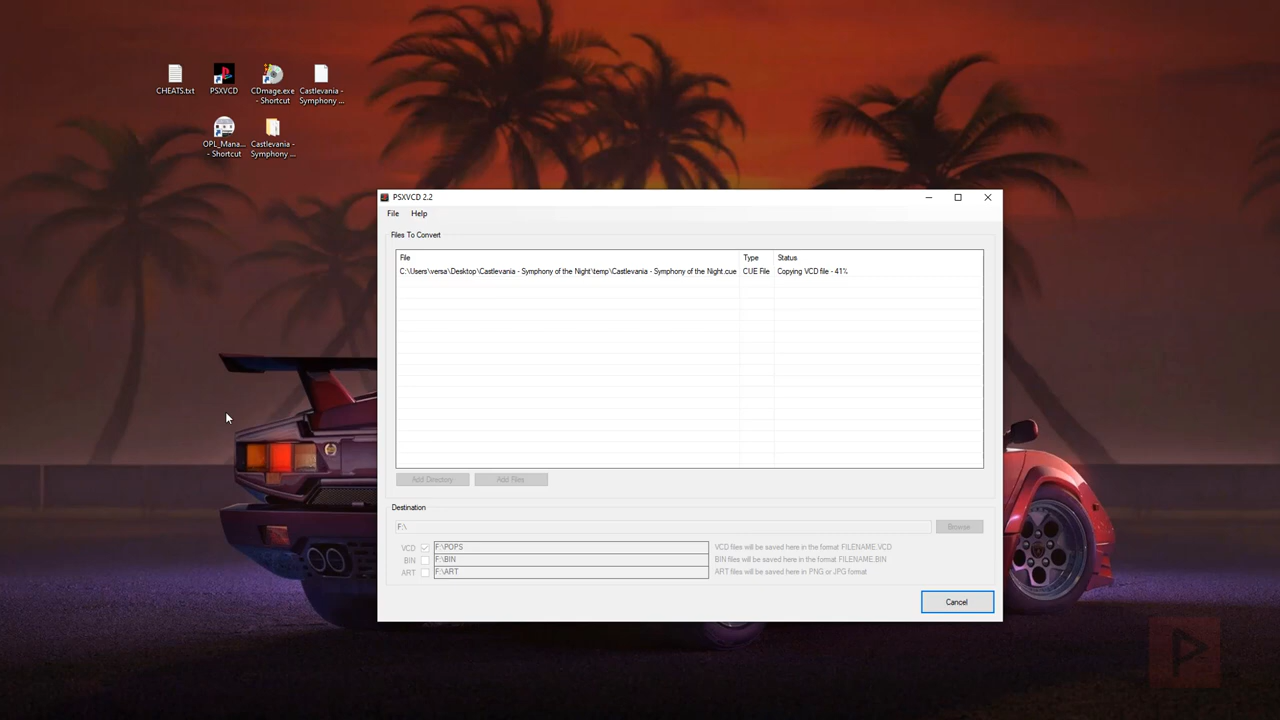 CHEATS.txt
PSXVCD
CDmage.exe
- Shortcut
Castlevania -
Symphony ...
OPL_Mana...
- Shortcut
Castlevania -
Symphony ...
PSXVCD 2.2
File Help
Files To Convert
File Type Status
C:\Users\versa\Desktop\Castlevania - Symphony of the Night\temp\Castlevania - Symphony of the Night.cue CUE File Copying VCD file - 41%
Add Directory Add Files
Destination
F:\ Browse
VCD F:\POPS VCD files will be saved here in the format FILENAME.VCD
BIN F:\BIN BIN files will be saved here in the format FILENAME.BIN
ART F:\ART ART files will be saved here in PNG or JPG format
Cancel